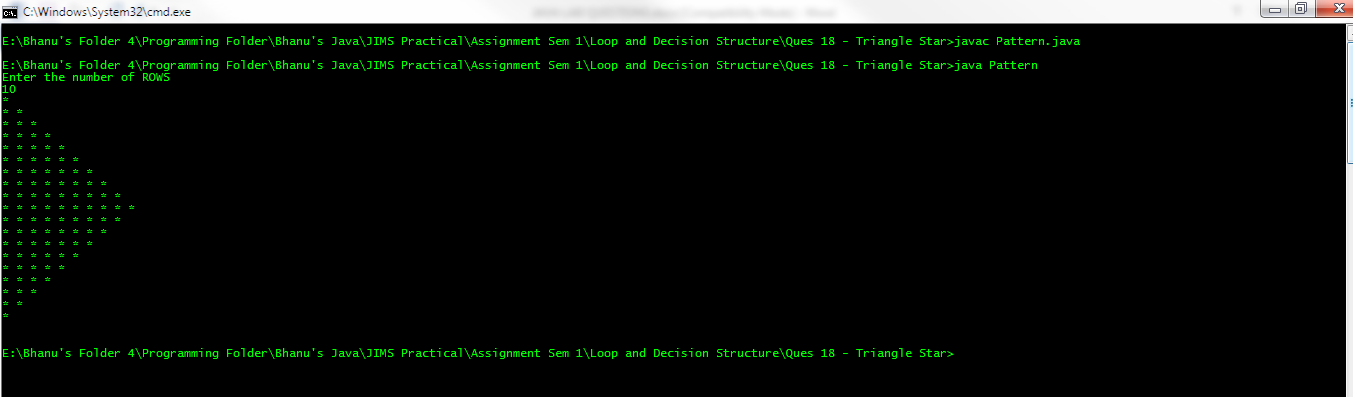 C:\Windows\System32\cmd.exe
E:\Bhanu's Folder 4\Programming Folder\Bhanu's Java\JIMS Practical\Assignment Sem 1\Loop and Decision Structure\Ques 18 - Triangle Star>javac Pattern.java
E:\Bhanu's Folder 4\Programming Folder\Bhanu's Java\JIMS Practical\Assignment Sem 1\Loop and Decision Structure\Ques 18 - Triangle Star>java Pattern
Enter the number of ROWS
10
*
* *
* * *
* * * *
* * * * *
* * * * * *
* * * * * * *
* * * * * * * *
* * * * * * * * *
* * * * * * * * * *
* * * * * * * * *
* * * * * * * *
* * * * * * *
* * * * * *
* * * * *
* * * *
* * *
* *
*
E:\Bhanu's Folder 4\Programming Folder\Bhanu's Java\JIMS Practical\Assignment Sem 1\Loop and Decision Structure\Ques 18 - Triangle Star>